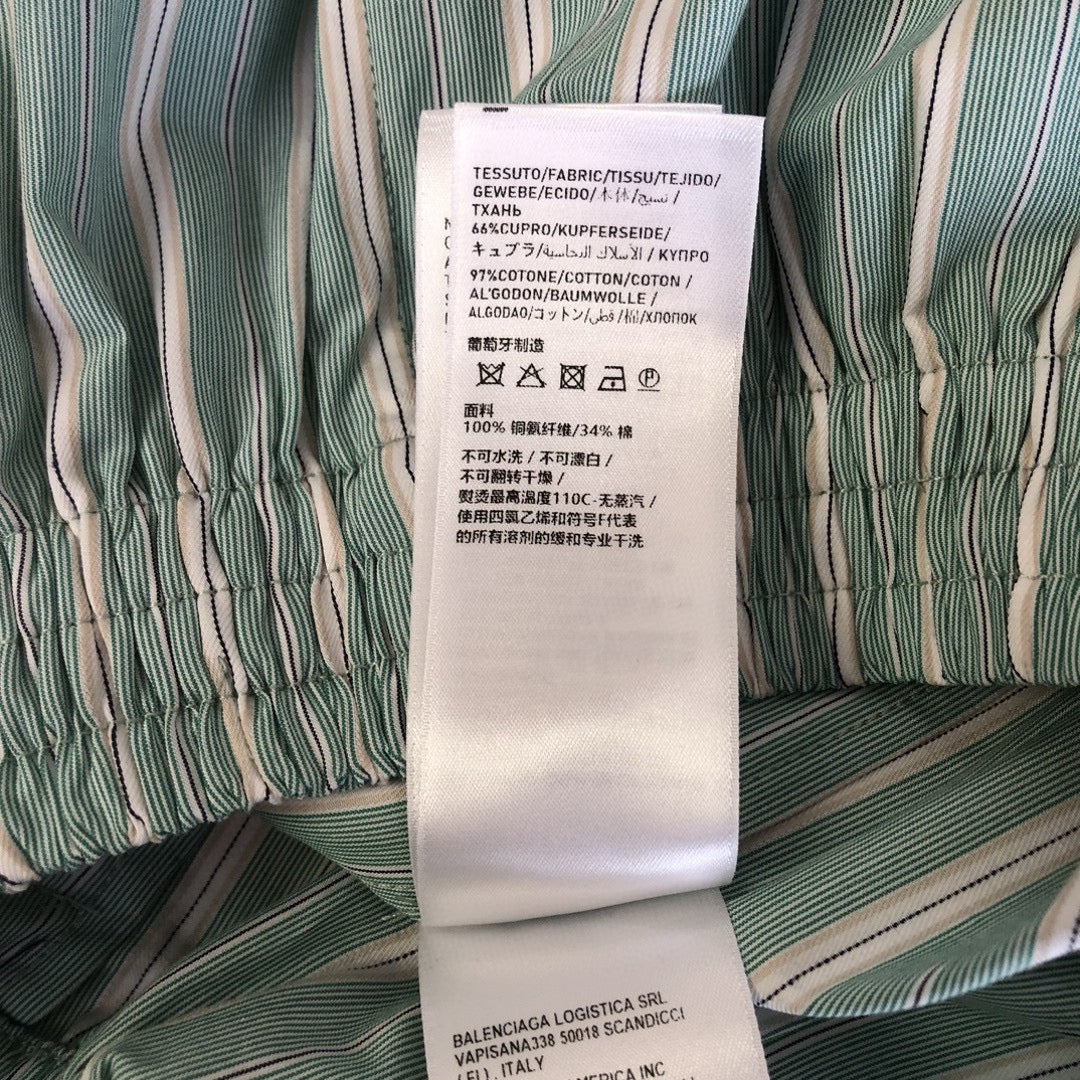 TESSUTO/FABRIC/TISSU/TEJIDO/
GEWEBE/ECIDO/木体/نسيج/
ТХАНЬ
66%CUPRO/KUPFERSEIDE/
キュプラ/الأسلاك النحاسية/КУПРО
97%COTONE/COTTON/COTON/
AL'GODON/BAUMWOLLE/
ALGODAO/コットン/قطن/棉/ХЛОПОК
葡萄牙制造
P
面料
100% 铜氨纤维/34% 棉
不可水洗/不可漂白/
不可翻转干燥/
熨烫最高温度110C-无蒸汽/
使用四氯乙烯和符号F代表
的所有溶剂的缓和专业干洗
BALENCIAGA LOGISTICA SRL
VAPISANA338 50018 SCANDICCI
(FI), ITALY
AMERICA INC